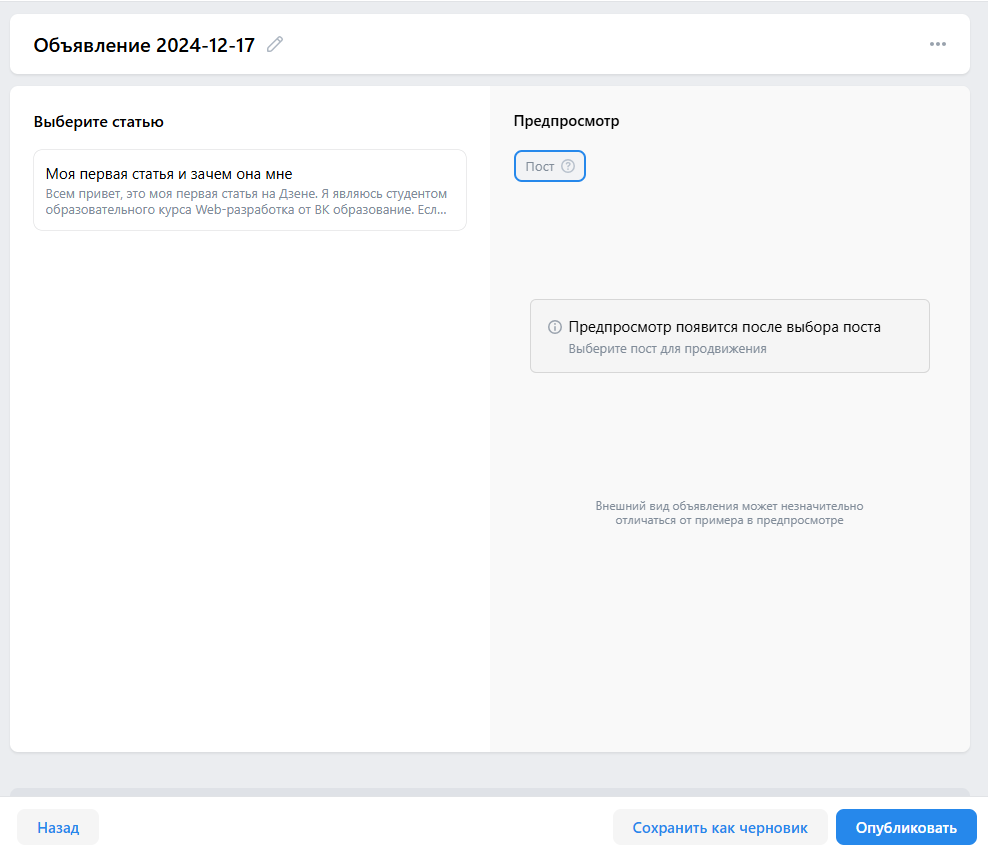 Объявление 2024-12-17
Выберите статью
Моя первая статья и зачем она мне
Всем привет, это моя первая статья на Дзене. Я являюсь студентом
образовательного курса Web-разработка от ВК образование. Есл...
Предпросмотр
Пост
Предпросмотр появится после выбора поста
Выберите пост для продвижения
Внешний вид объявления может незначительно
отличаться от примера в предпросмотре
Назад
Сохранить как черновик
Опубликовать